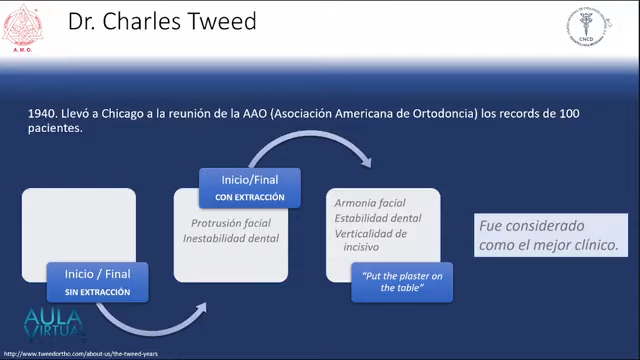 Dr. Charles Tweed
A.M.O.
CNCD
1940. Llevó a Chicago a la reunión de la AAO (Asociación Americana de Ortodoncia) los records de 100
pacientes.
Inicio / Final
SIN EXTRACCIÓN
Inicio/Final
CON EXTRACCIÓN
Protrusión facial
Inestabilidad dental
Armonía facial
Estabilidad dental
Verticalidad de
incisivo
"Put the plaster on
the table"
Fue considerado
como el mejor clínico.
AULA
VIRTUAL
http://www.tweedortho.com/about-us/the-tweed-years